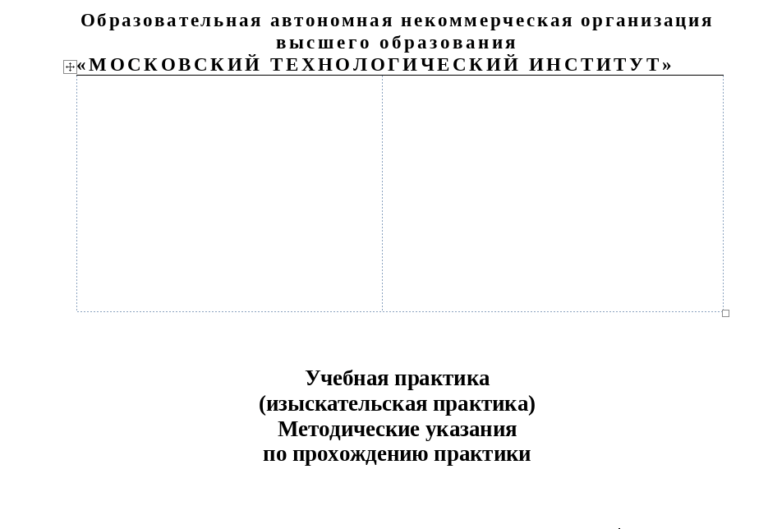 Образовательная автономная некоммерческая организация
высшего образования
«МОСКОВСКИЙ ТЕХНОЛОГИЧЕСКИЙ ИНСТИТУТ»
Учебная практика
(изыскательская практика)
Методические указания
по прохождению практики